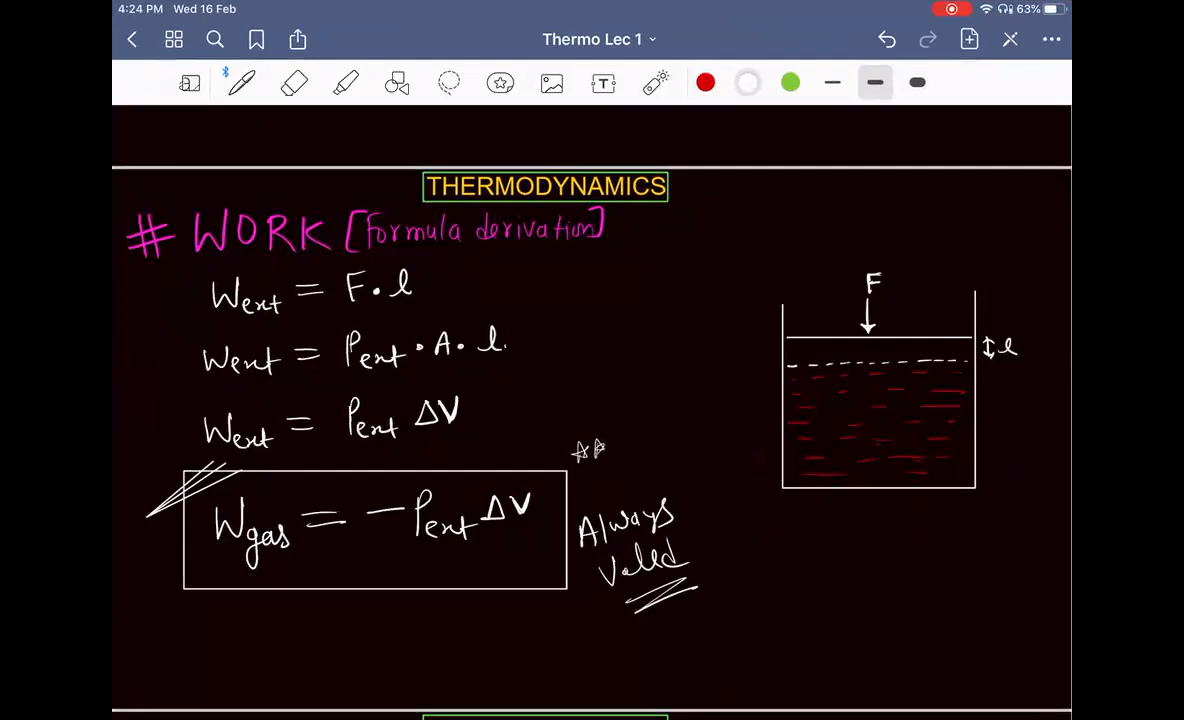 4:24 PM Wed 16 Feb
63%
Thermo Lec 1
T
THERMODYNAMICS
# WORK [Formula derivation]
Wext = F · l
Wext = Pext · A · l.
Wext = Pext ΔV
Wgas = – Pext ΔV
Always
Valid
F
l